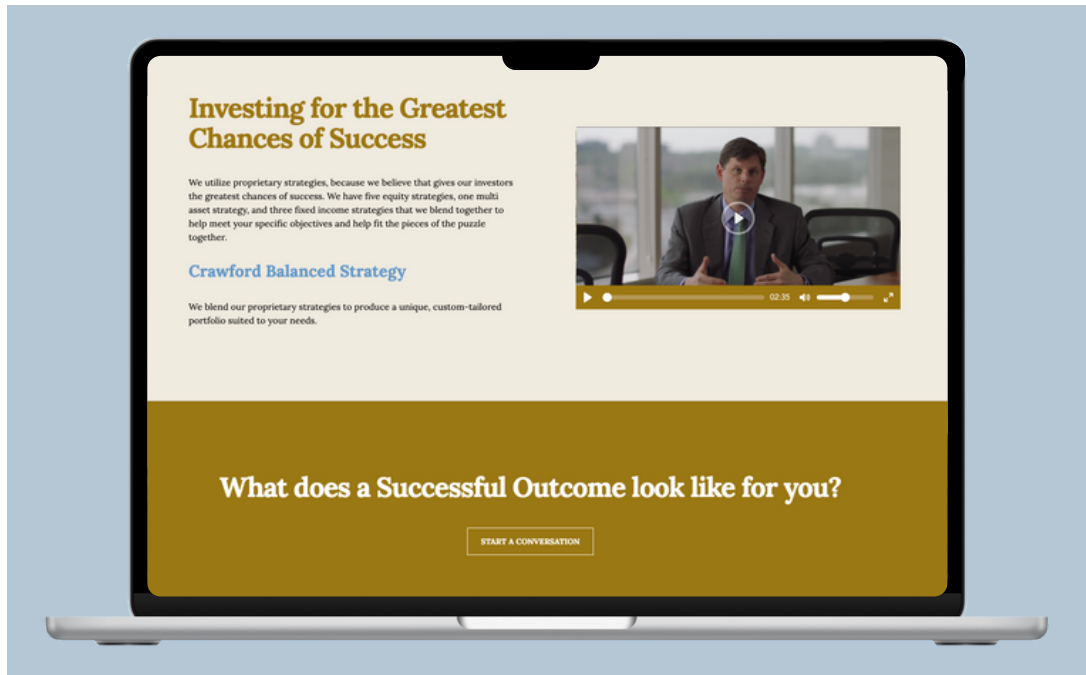 Investing for the Greatest
Chances of Success
We utilize proprietary strategies, because we believe that gives our investors
the greatest chances of success. We have five equity strategies, one multi
asset strategy, and three fixed income strategies that we blend together to
help meet your specific objectives and help fit the pieces of the puzzle
together.
Crawford Balanced Strategy
We blend our proprietary strategies to produce a unique, custom-tailored
portfolio suited to your needs.
02:35
What does a Successful Outcome look like for you?
START A CONVERSATION